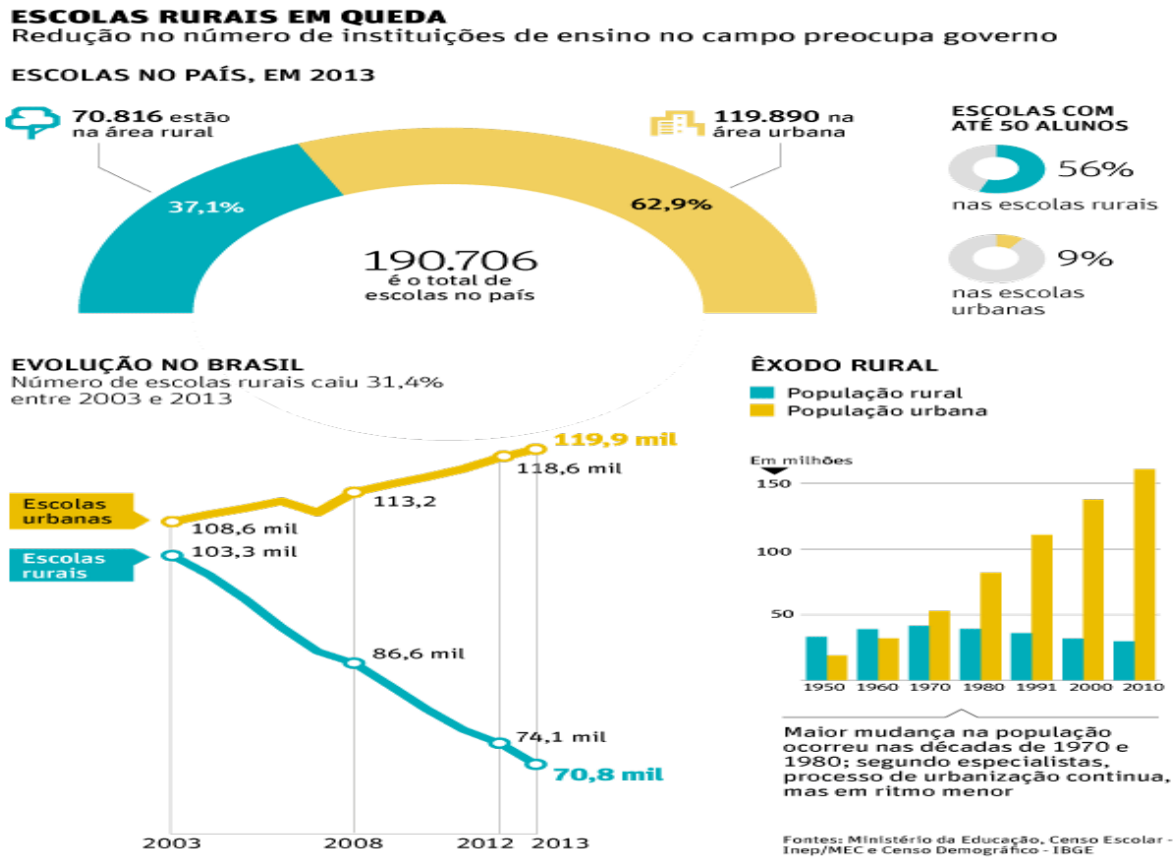 ESCOLAS RURAIS EM QUEDA
Redução no número de instituições de ensino no campo preocupa governo
ESCOLAS NO PAÍS, EM 2013
70.816 estão
na área rural
119.890 na
área urbana
37,1%
62,9%
190.706
é o total de
escolas no país
ESCOLAS COM
ATÉ 50 ALUNOS
56%
nas escolas rurais
9%
nas escolas
urbanas
EVOLUÇÃO NO BRASIL
Número de escolas rurais caiu 31,4%
entre 2003 e 2013
119,9 mil
118,6 mil
113,2
Escolas
urbanas
108,6 mil
103,3 mil
Escolas
rurais
86,6 mil
74,1 mil
70,8 mil
2003
2008
2012
2013
ÊXODO RURAL
População rural
População urbana
Em milhões
150
100
50
1950
1960
1970
1980
1991
2000
2010
Maior mudança na população
ocorreu nas décadas de 1970 e
1980; segundo especialistas,
processo de urbanização continua,
mas em ritmo menor
Fontes: Ministério da Educação, Censo Escolar -
Inep/MEC e Censo Demográfico - IBGE